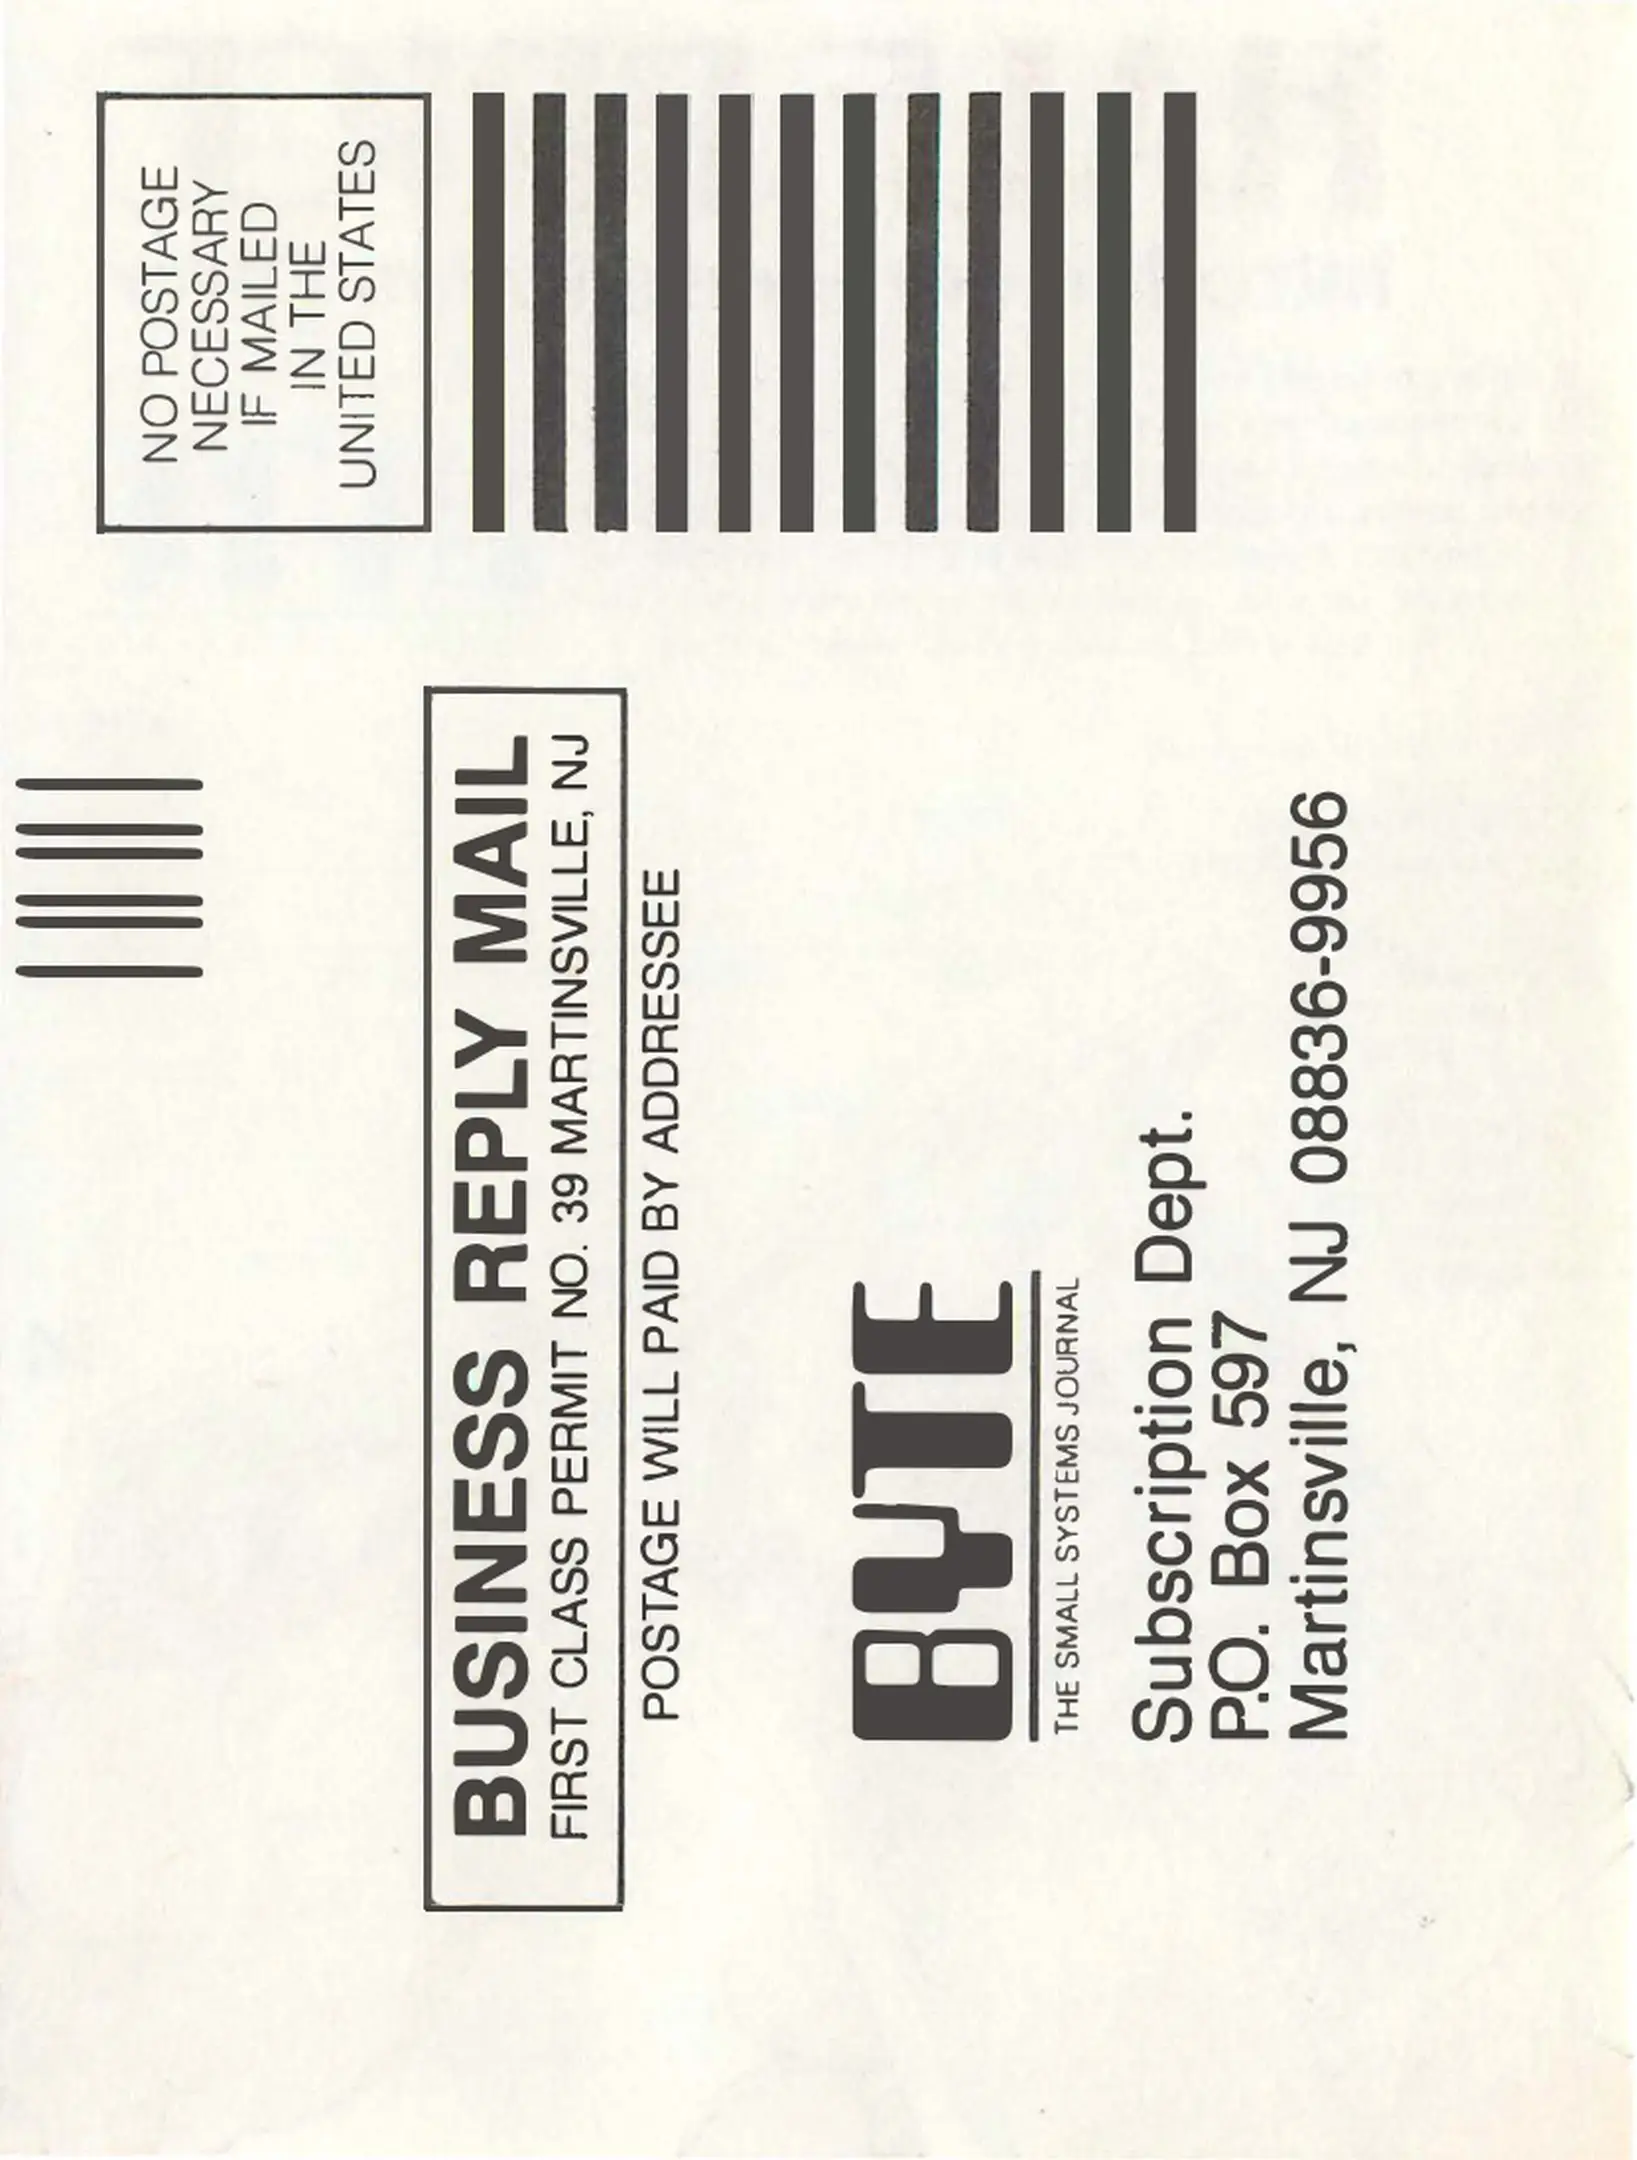 NO POSTAGE
NECESSARY
IF MAILED
IN THE
UNITED STATES
BUSINESS REPLY MAIL
FIRST CLASS PERMIT NO. 39 MARTINSVILLE, NJ
POSTAGE WILL PAID BY ADDRESSEE
BYTE
THE SMALL SYSTEMS JOURNAL
Subscription Dept.
P.O. Box 597
Martinsville, NJ 08836-9956